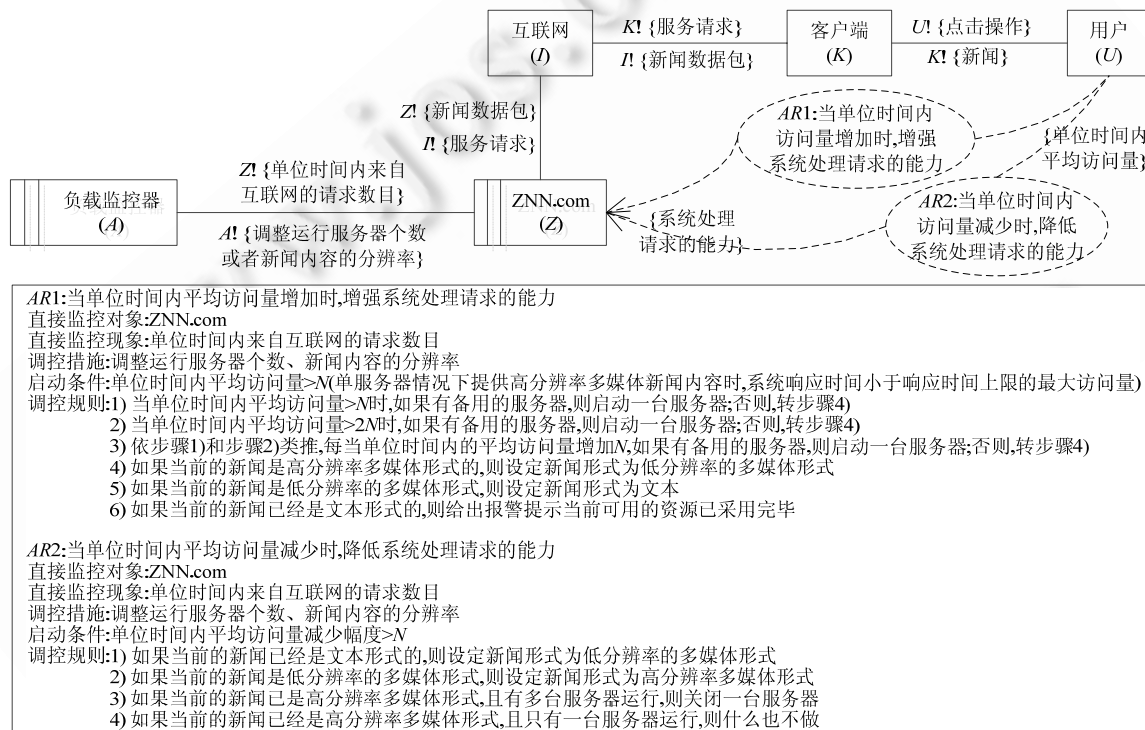 互联网
(I)
K! {服务请求}
I! {新闻数据包}
客户端
(K)
U! {点击操作}
K! {新闻}
用户
(U)
Z! {新闻数据包}
I! {服务请求}
AR1:当单位时间内
访问量增加时,增强
系统处理请求的能力
{单位时间内
平均访问量}
Z! {单位时间内来自
互联网的请求数目}
负载监控器
(A)
ZNN.com
(Z)
A! {调整运行服务器个数
或者新闻内容的分辨率}
{系统处理
请求的能力}
AR2:当单位时间内
访问量减少时,降低
系统处理请求的能力
AR1:当单位时间内平均访问量增加时,增强系统处理请求的能力
直接监控对象:ZNN.com
直接监控现象:单位时间内来自互联网的请求数目
调控措施:调整运行服务器个数、新闻内容的分辨率
启动条件:单位时间内平均访问量>N(单服务器情况下提供高分辨率多媒体新闻内容时,系统响应时间小于响应时间上限的最大访问量)
调控规则:1) 当单位时间内平均访问量>N时,如果有备用的服务器,则启动一台服务器;否则,转步骤4)
2) 当单位时间内平均访问量>2N时,如果有备用的服务器,则启动一台服务器;否则,转步骤4)
3) 依步骤1)和步骤2)类推,每当单位时间内的平均访问量增加N,如果有备用的服务器,则启动一台服务器;否则,转步骤4)
4) 如果当前的新闻是高分辨率多媒体形式的,则设定新闻形式为低分辨率的多媒体形式
5) 如果当前的新闻是低分辨率的多媒体形式,则设定新闻形式为文本
6) 如果当前的新闻已经是文本形式的,则给出报警提示当前可用的资源已采用完毕
AR2:当单位时间内平均访问量减少时,降低系统处理请求的能力
直接监控对象:ZNN.com
直接监控现象:单位时间内来自互联网的请求数目
调控措施:调整运行服务器个数、新闻内容的分辨率
启动条件:单位时间内平均访问量减少幅度>N
调控规则:1) 如果当前的新闻已经是文本形式的,则设定新闻形式为低分辨率的多媒体形式
2) 如果当前的新闻是低分辨率的多媒体形式,则设定新闻形式为高分辨率多媒体形式
3) 如果当前的新闻已是高分辨率多媒体形式,且有多台服务器运行,则关闭一台服务器
4) 如果当前的新闻已经是高分辨率多媒体形式,且只有一台服务器运行,则什么也不做